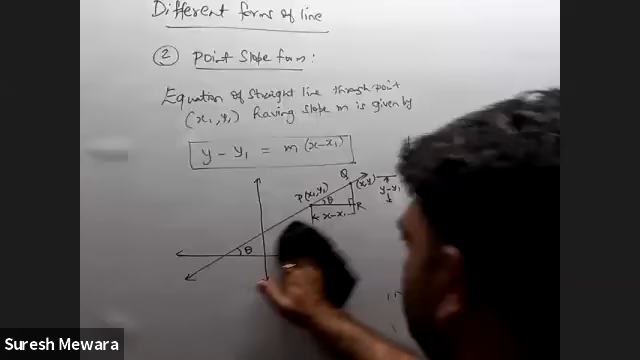 Different forms of line
② Point Slope form:
Equation of straight line through point
(x₁, y₁) having slope m is given by
y - y₁ = m(x-x₁)
Q (x,y)
P(x₁,y₁)
y-y₁
θ
R
x-x₁
θ
Suresh Mewara